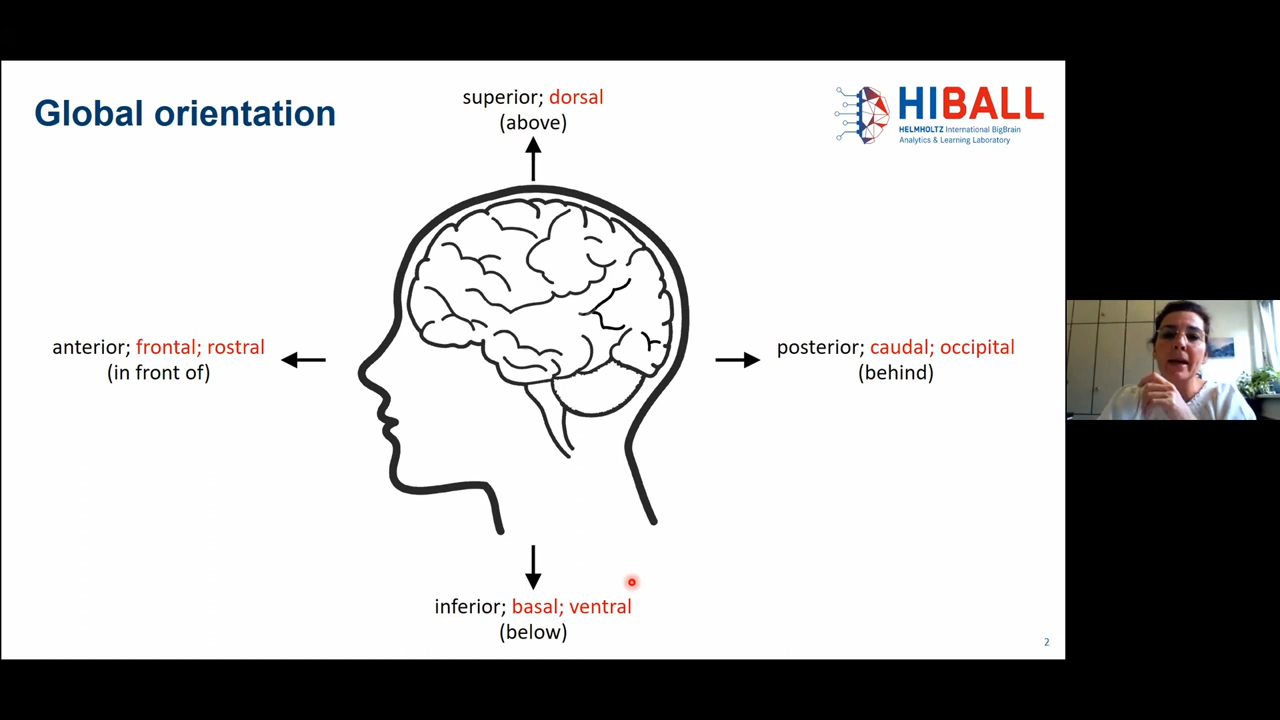 Global orientation
superior; dorsal
(above)
HIBALL
HELMHOLTZ International BigBrain
Analytics & Learning Laboratory
anterior; frontal; rostral
(in front of)
posterior; caudal; occipital
(behind)
inferior; basal; ventral
(below)
2